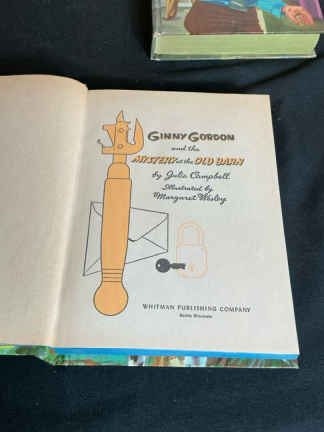 GINNY GORDON
and the
MYSTERY at the OLD BARN
by Julie Campbell
Illustrated by
Margaret Wesley
WHITMAN PUBLISHING COMPANY
Racine, Wisconsin